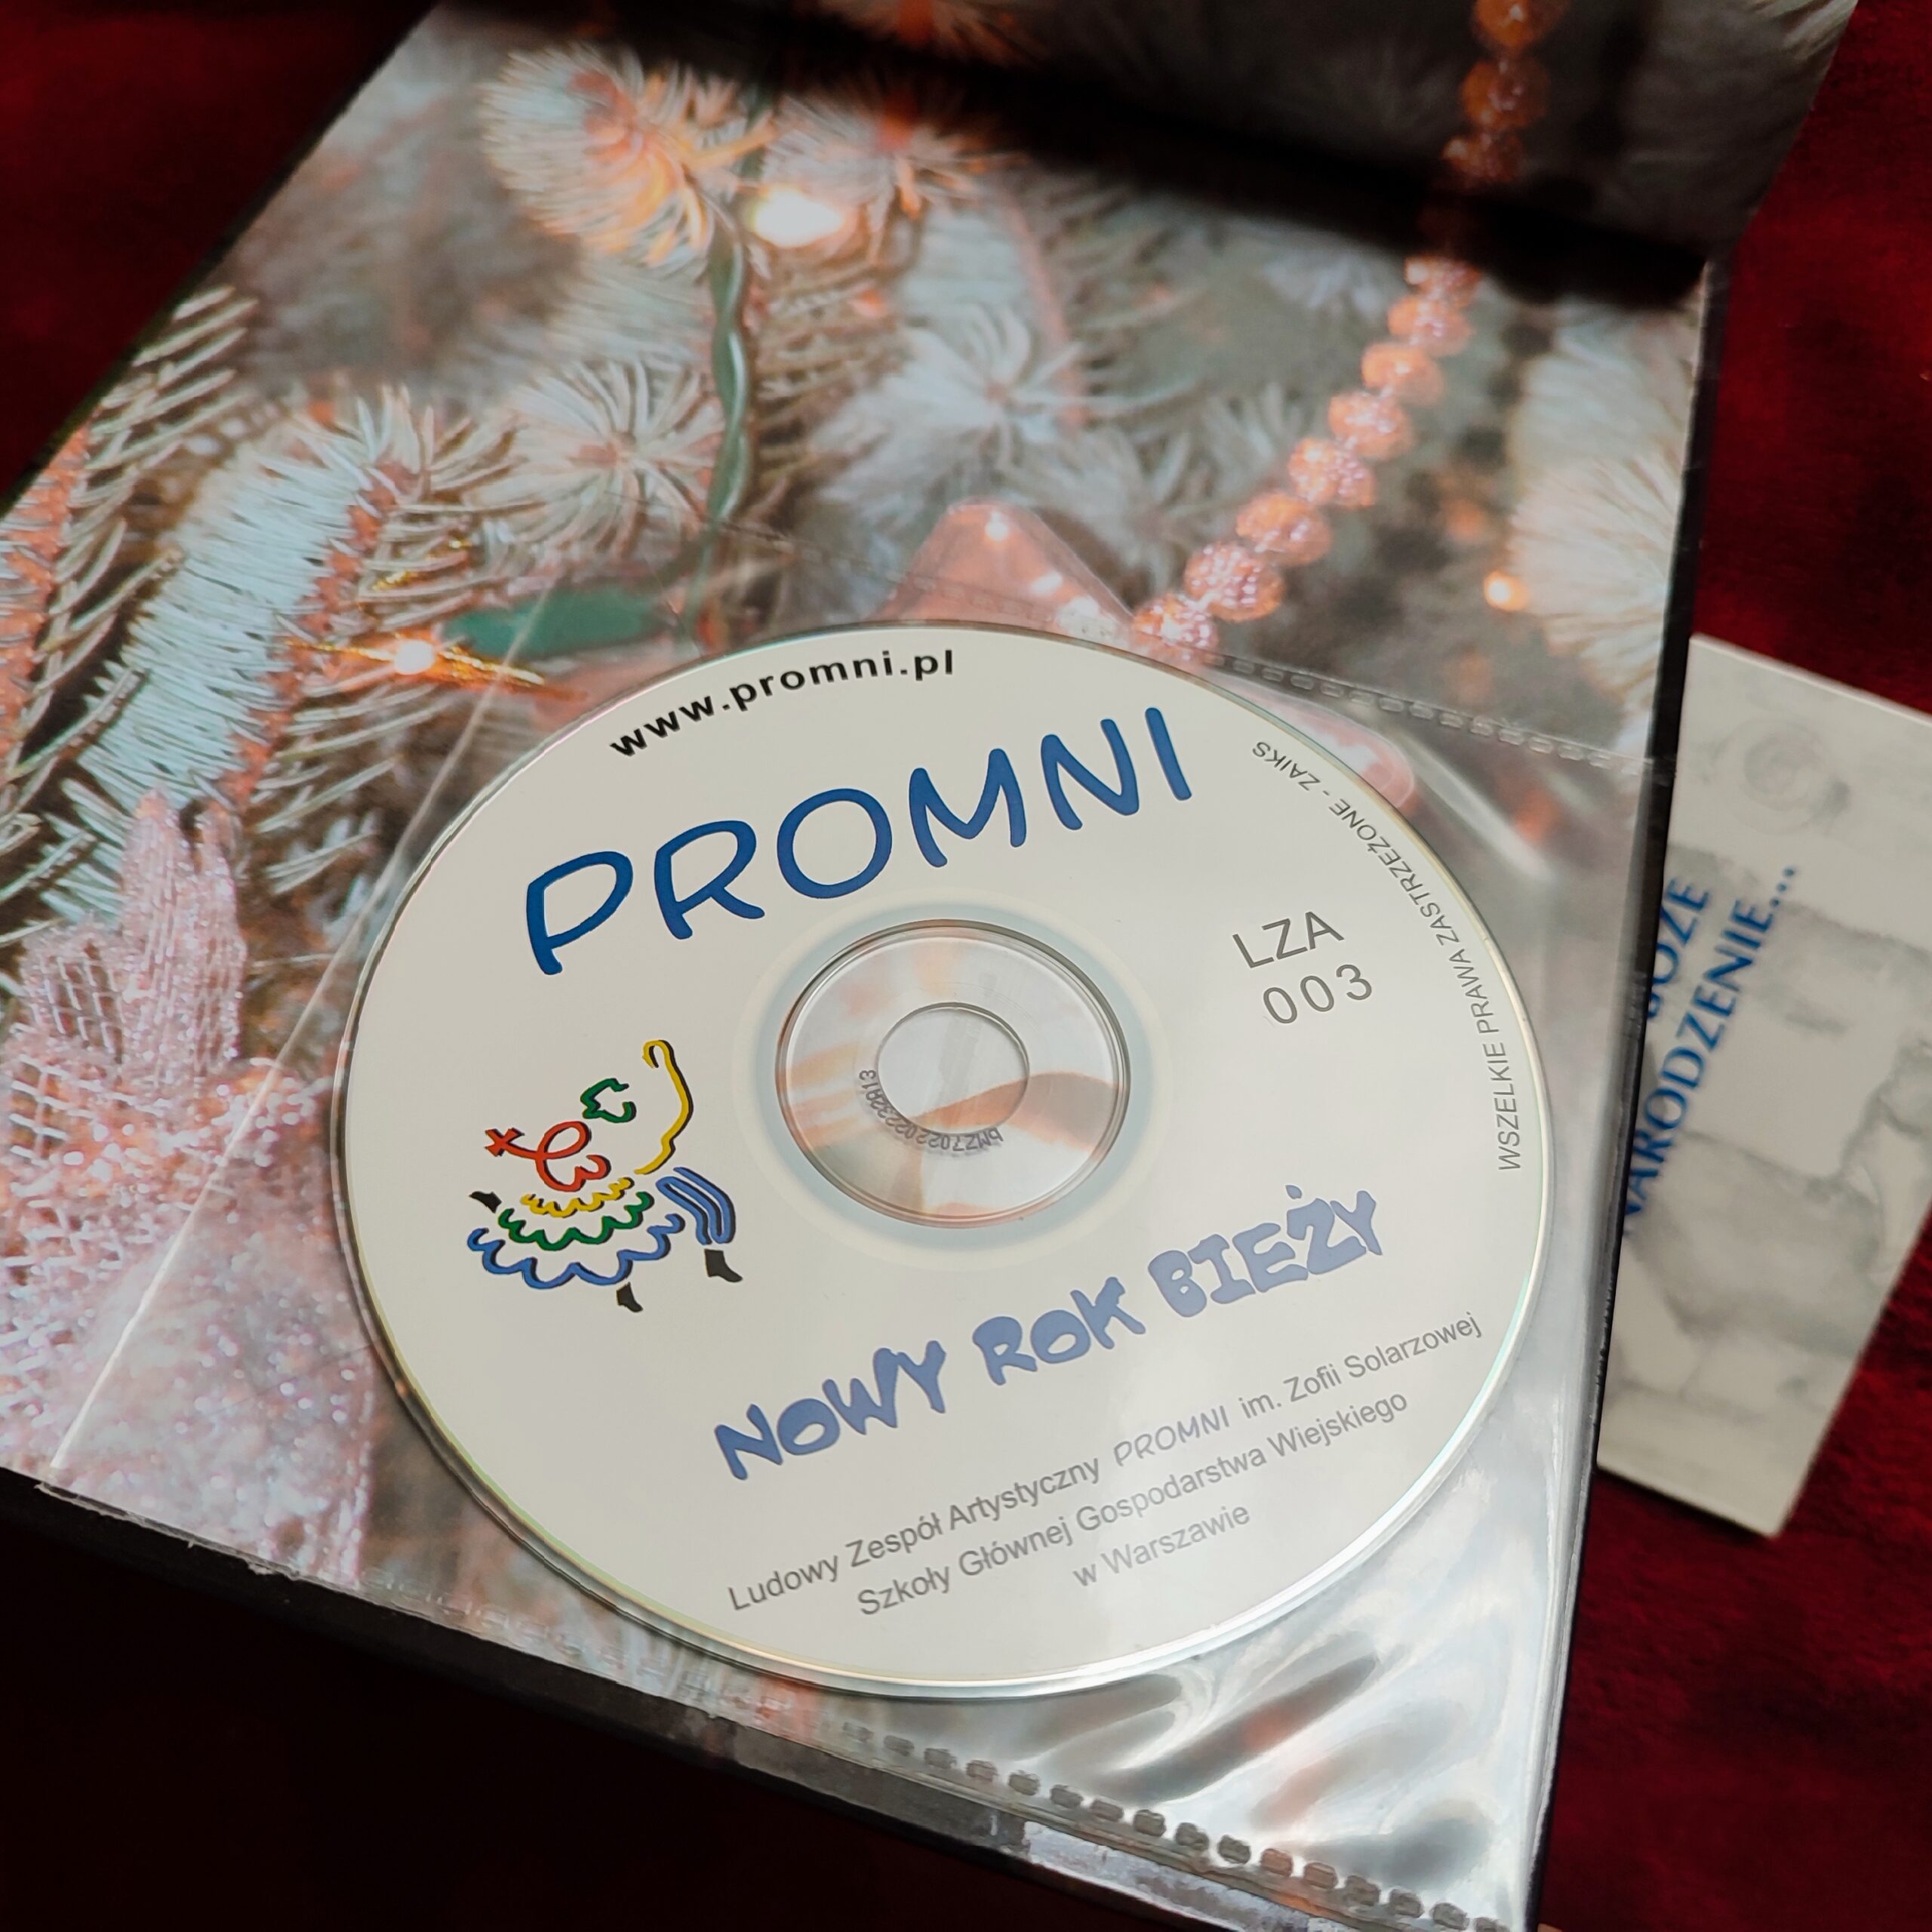 www.promni.pl
PROMNI
WSZELKIE PRAWA ZASTRZEŻONE - ZAIKS
LZA
003
NOWY ROK BIEŻY
Ludowy Zespół Artystyczny PROMNI im. Zofii Solarzowej
Szkoły Głównej Gospodarstwa Wiejskiego
w Warszawie
NARODZENIE...